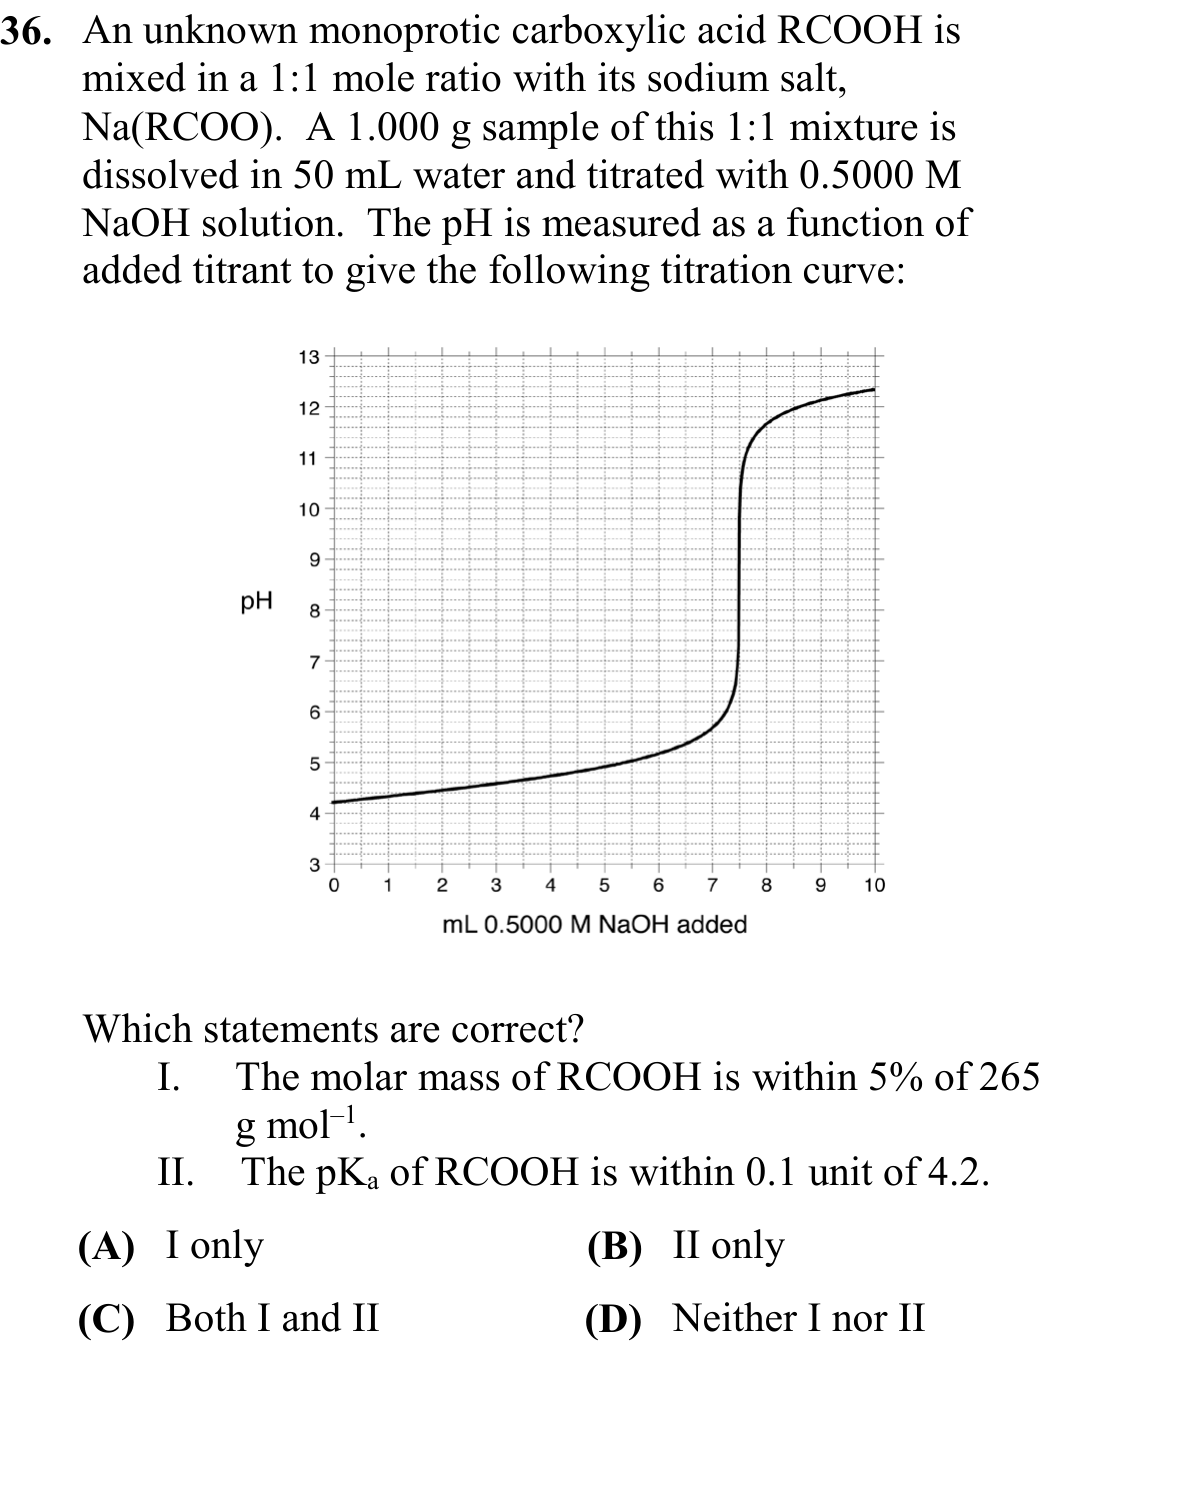 36. An unknown monoprotic carboxylic acid RCOOH is
mixed in a 1:1 mole ratio with its sodium salt,
Na(RCOO). A 1.000 g sample of this 1:1 mixture is
dissolved in 50 mL water and titrated with 0.5000 M
NaOH solution. The pH is measured as a function of
added titrant to give the following titration curve:
13
12
11
10
9
pH
8
7
6
5
4
3
0 1 2 3 4 5 6 7 8 9 10
mL 0.5000 M NaOH added
Which statements are correct?
I. The molar mass of RCOOH is within 5% of 265
g mol⁻¹.
II. The pKₐ of RCOOH is within 0.1 unit of 4.2.
(A) I only (B) II only
(C) Both I and II (D) Neither I nor II